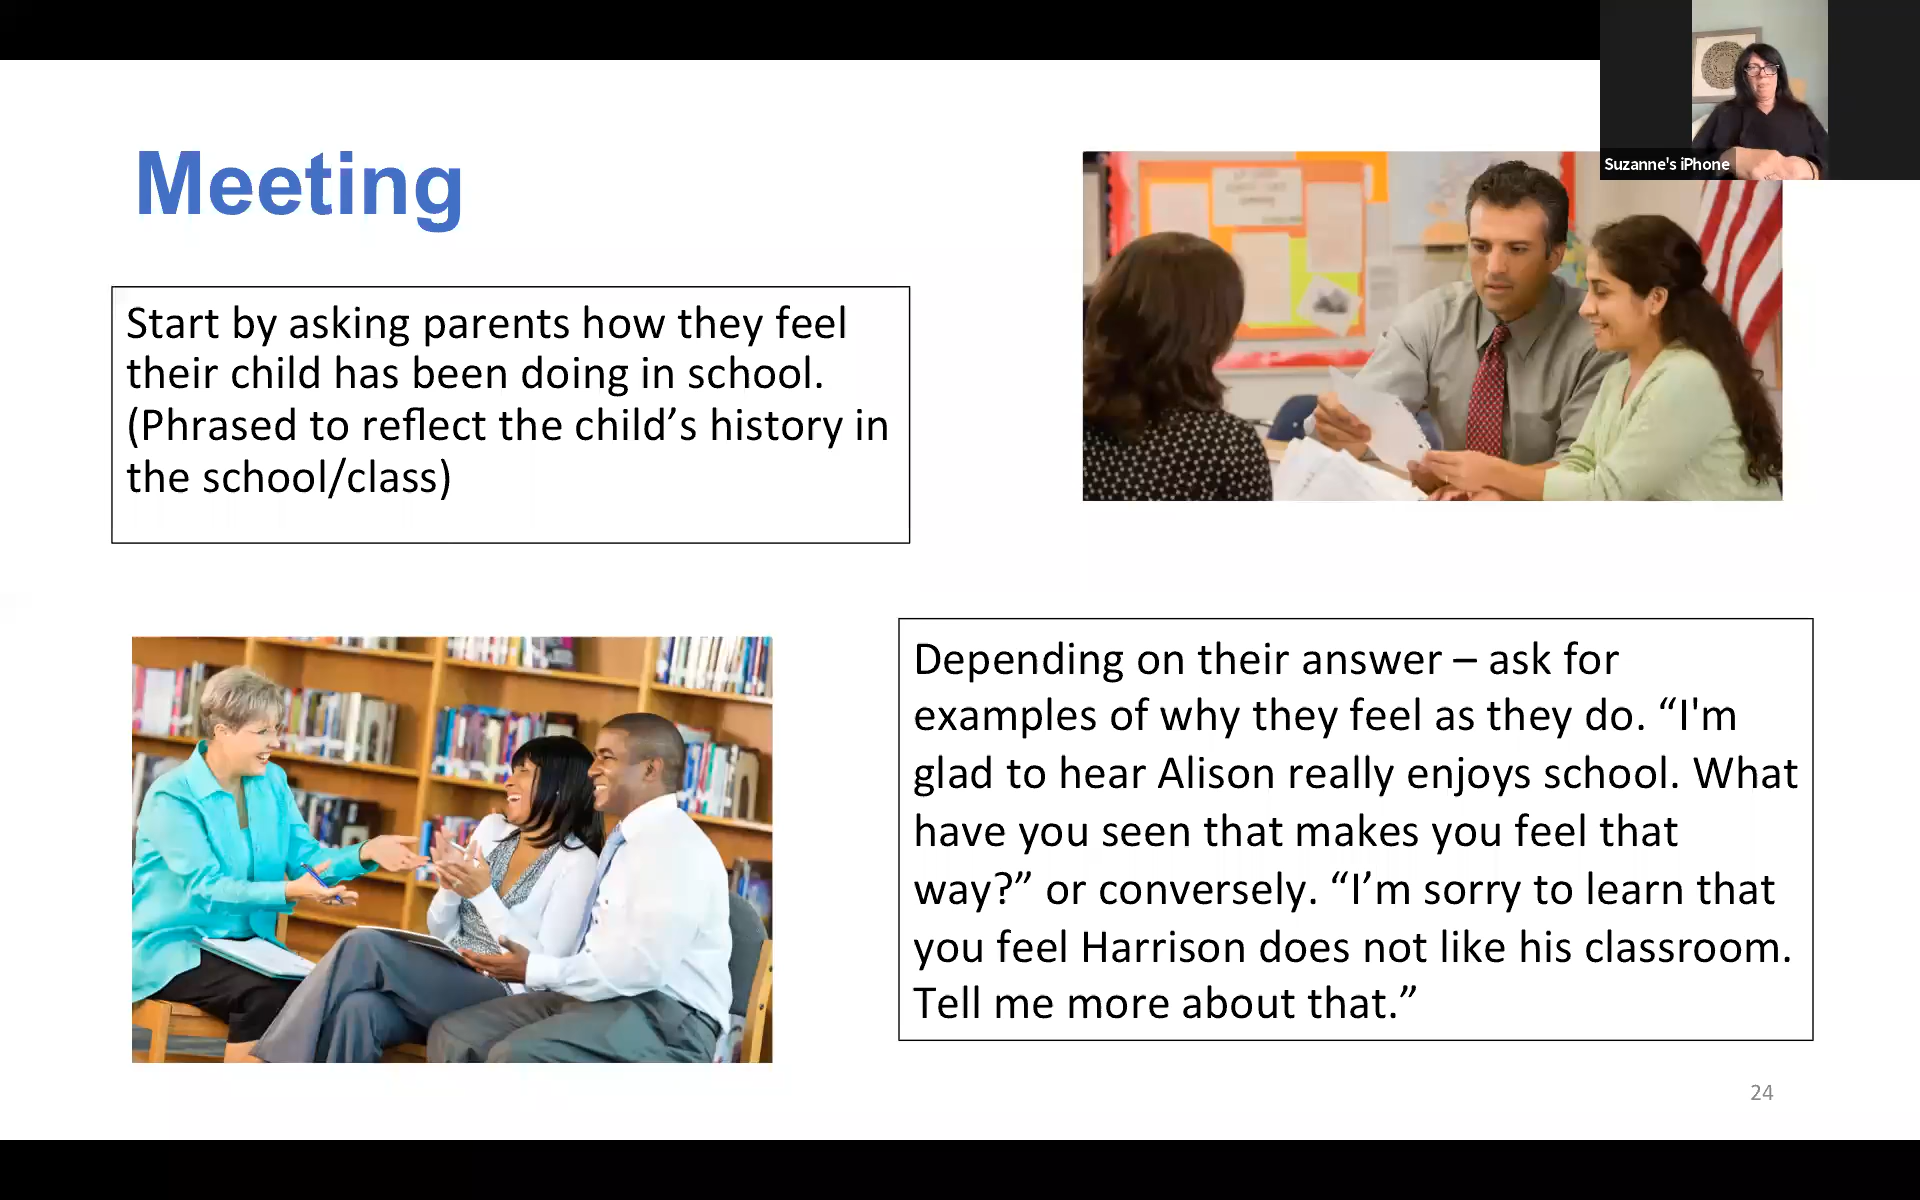 Suzanne's iPhone
Meeting
Start by asking parents how they feel
their child has been doing in school.
(Phrased to reflect the child’s history in
the school/class)
Depending on their answer – ask for
examples of why they feel as they do. “I'm
glad to hear Alison really enjoys school. What
have you seen that makes you feel that
way?” or conversely. “I’m sorry to learn that
you feel Harrison does not like his classroom.
Tell me more about that.”
24